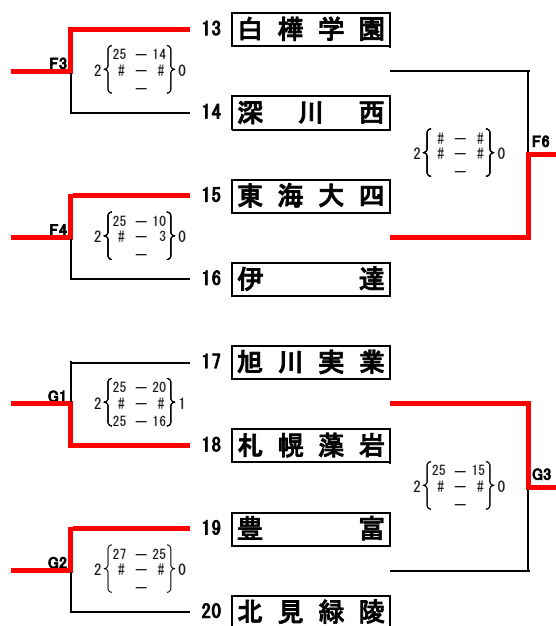 13 白樺学園
F3
2 25 ― 14 0
# ― #
―
14 深川西
2 # ― # 0
# ― #
―
F6
15 東海大四
F4
2 25 ― 10 0
# ― 3
―
16 伊達
17 旭川実業
G1
2 25 ― 20 1
# ― #
25 ― 16
18 札幌藻岩
2 25 ― 15 0
# ― #
―
G3
19 豊富
G2
2 27 ― 25 0
# ― #
―
20 北見緑陵